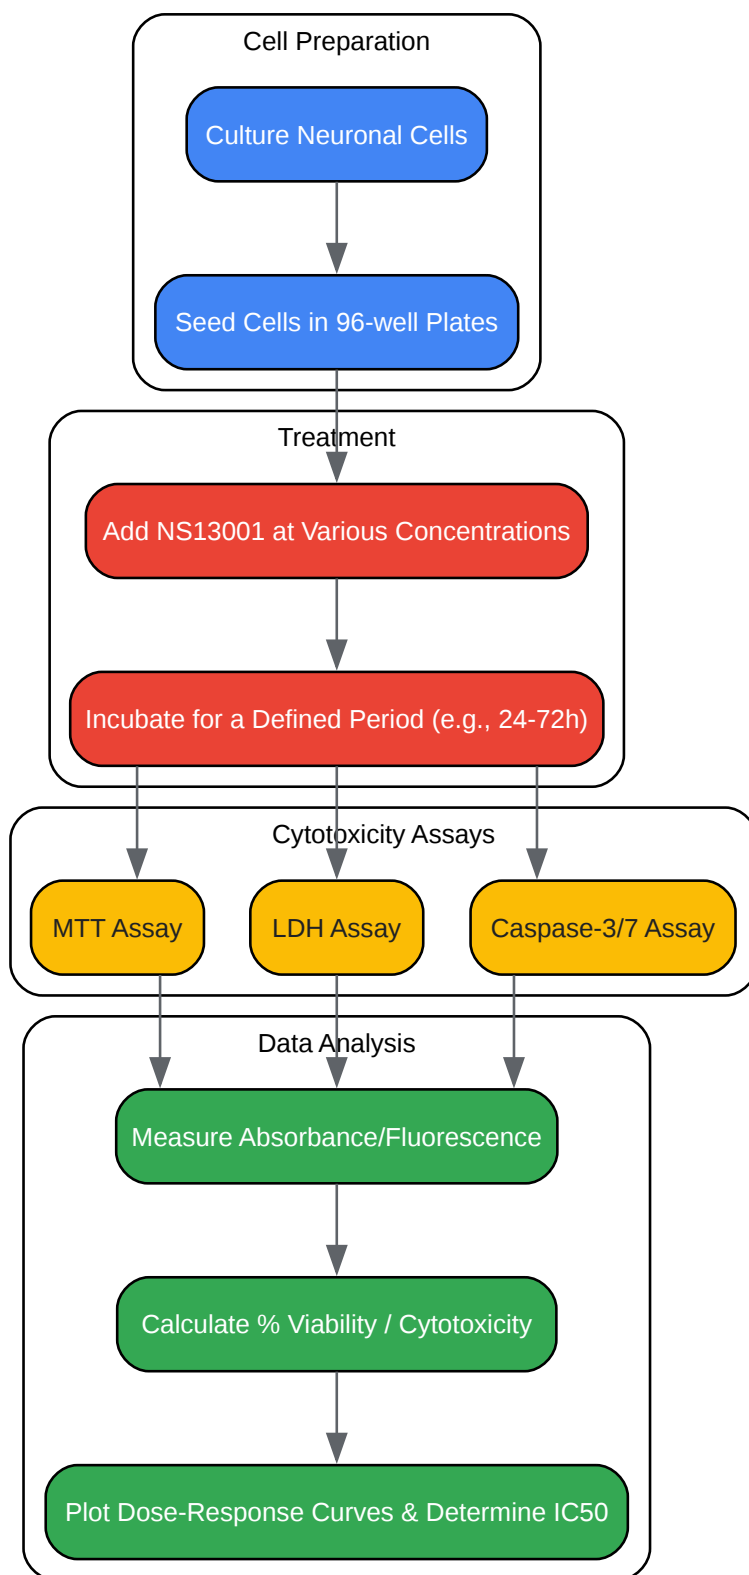 Cell Preparation
Culture Neuronal Cells
Seed Cells in 96-well Plates
Treatment
Add NS13001 at Various Concentrations
Incubate for a Defined Period (e.g., 24-72h)
Cytotoxicity Assays
MTT Assay
LDH Assay
Caspase-3/7 Assay
Data Analysis
Measure Absorbance/Fluorescence
Calculate % Viability / Cytotoxicity
Plot Dose-Response Curves & Determine IC50